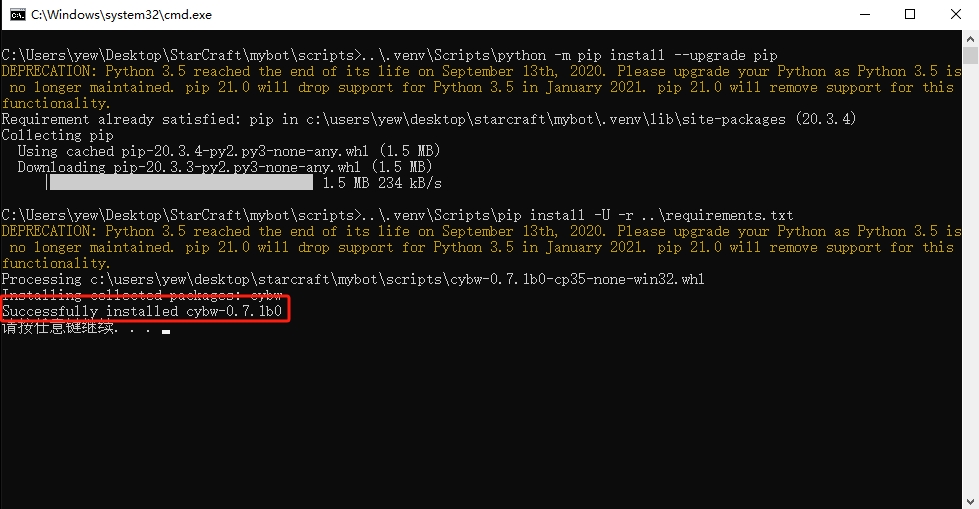 C:\Windows\system32\cmd.exe
C:\Users\yew\Desktop\StarCraft\mybot\scripts>..\.venv\Scripts\python -m pip install --upgrade pip
DEPRECATION: Python 3.5 reached the end of its life on September 13th, 2020. Please upgrade your Python as Python 3.5 is
no longer maintained. pip 21.0 will drop support for Python 3.5 in January 2021. pip 21.0 will remove support for this
functionality.
Requirement already satisfied: pip in c:\users\yew\desktop\starcraft\mybot\.venv\lib\site-packages (20.3.4)
Collecting pip
Using cached pip-20.3.4-py2.py3-none-any.whl (1.5 MB)
Downloading pip-20.3.3-py2.py3-none-any.whl (1.5 MB)
| 1.5 MB 234 kB/s
C:\Users\yew\Desktop\StarCraft\mybot\scripts>..\.venv\Scripts\pip install -U -r ..\requirements.txt
DEPRECATION: Python 3.5 reached the end of its life on September 13th, 2020. Please upgrade your Python as Python 3.5 is
no longer maintained. pip 21.0 will drop support for Python 3.5 in January 2021. pip 21.0 will remove support for this
functionality.
Processing c:\users\yew\desktop\starcraft\mybot\scripts\cybw-0.7.1b0-cp35-none-win32.whl
Installing collected packages: cybw
Successfully installed cybw-0.7.1b0
请按任意键继续. . .